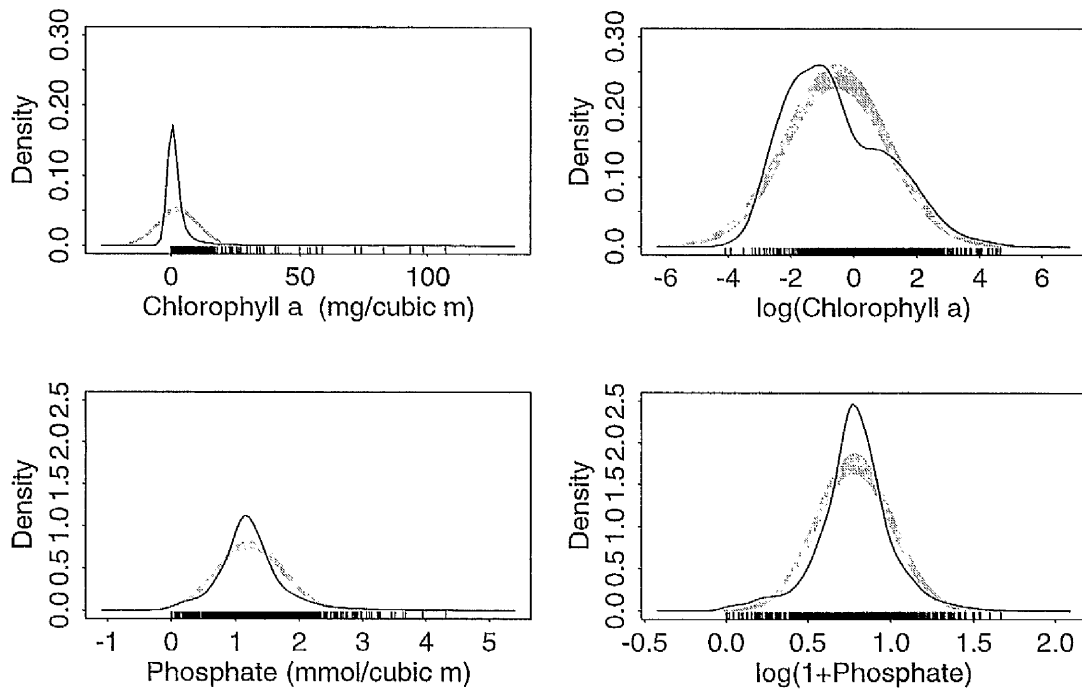 Density
0.0 0.10 0.20 0.30
0 50 100
Chlorophyll a (mg/cubic m)
Density
0.0 0.10 0.20 0.30
-6 -4 -2 0 2 4 6
log(Chlorophyll a)
Density
0.0 0.5 1.0 1.5 2.0 2.5
-1 0 1 2 3 4 5
Phosphate (mmol/cubic m)
Density
0.0 0.5 1.0 1.5 2.0 2.5
-0.5 0.0 0.5 1.0 1.5 2.0
log(1+Phosphate)